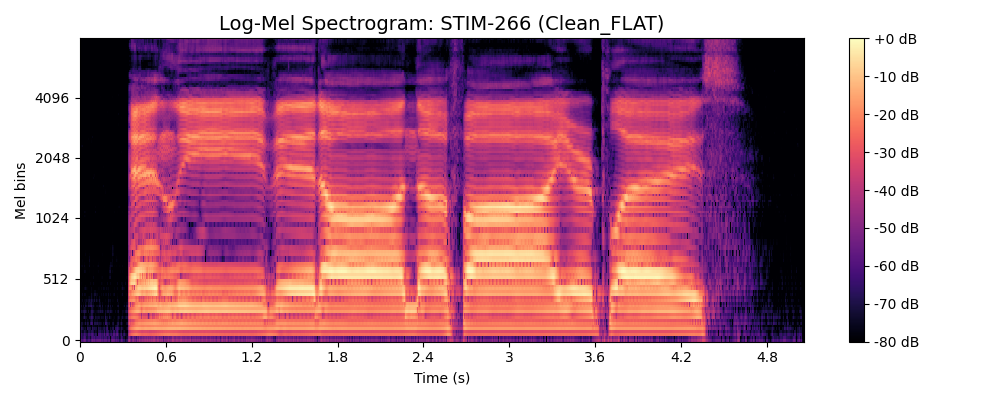 Log-Mel Spectrogram: STIM-266 (Clean_FLAT)
Mel bins
4096
2048
1024
512
0
0 0.6 1.2 1.8 2.4 3 3.6 4.2 4.8
Time (s)
+0 dB
-10 dB
-20 dB
-30 dB
-40 dB
-50 dB
-60 dB
-70 dB
-80 dB